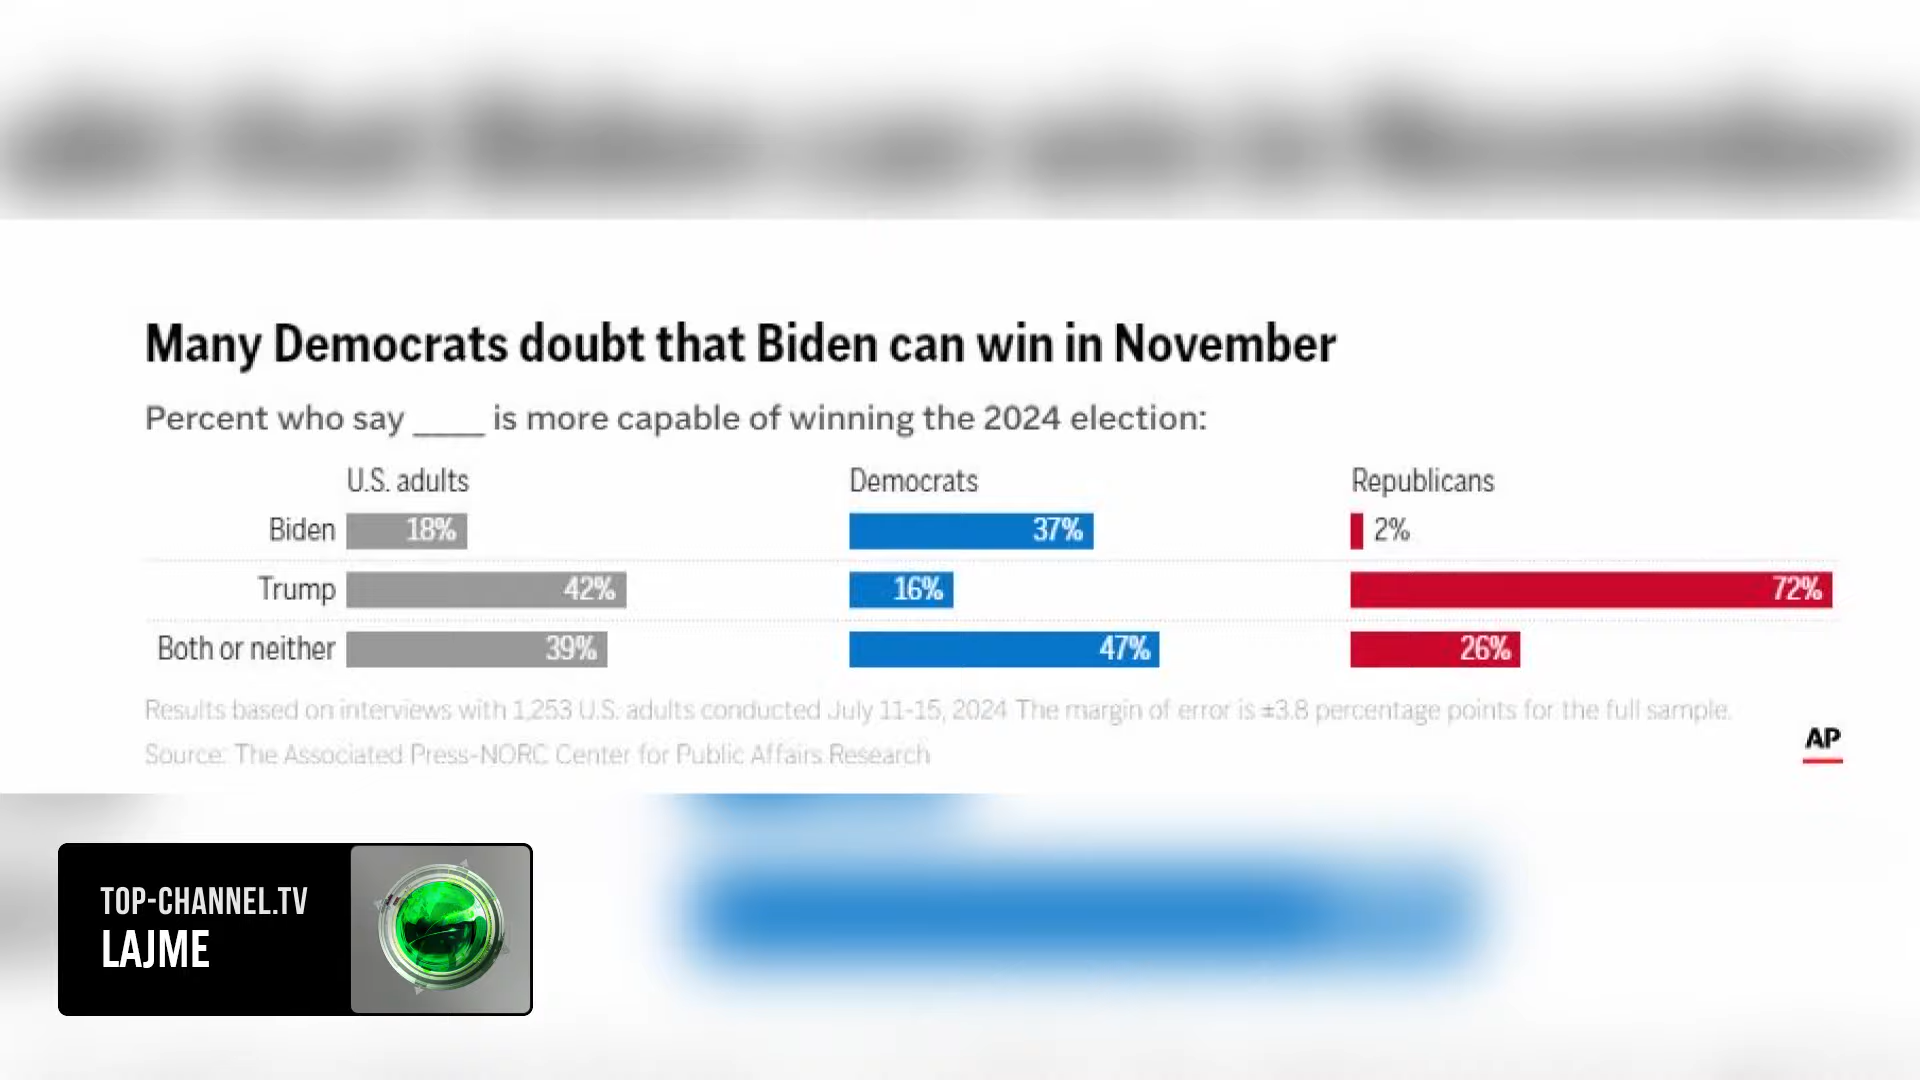 Many Democrats doubt that Biden can win in November
Percent who say ____ is more capable of winning the 2024 election:
U.S. adults Democrats Republicans
Biden 18% 37% 2%
Trump 42% 16% 72%
Both or neither 39% 47% 26%
Results based on interviews with 1,253 U.S. adults conducted July 11-15, 2024 The margin of error is ±3.8 percentage points for the full sample.
Source: The Associated Press-NORC Center for Public Affairs Research
AP
TOP-CHANNEL.TV
LAJME